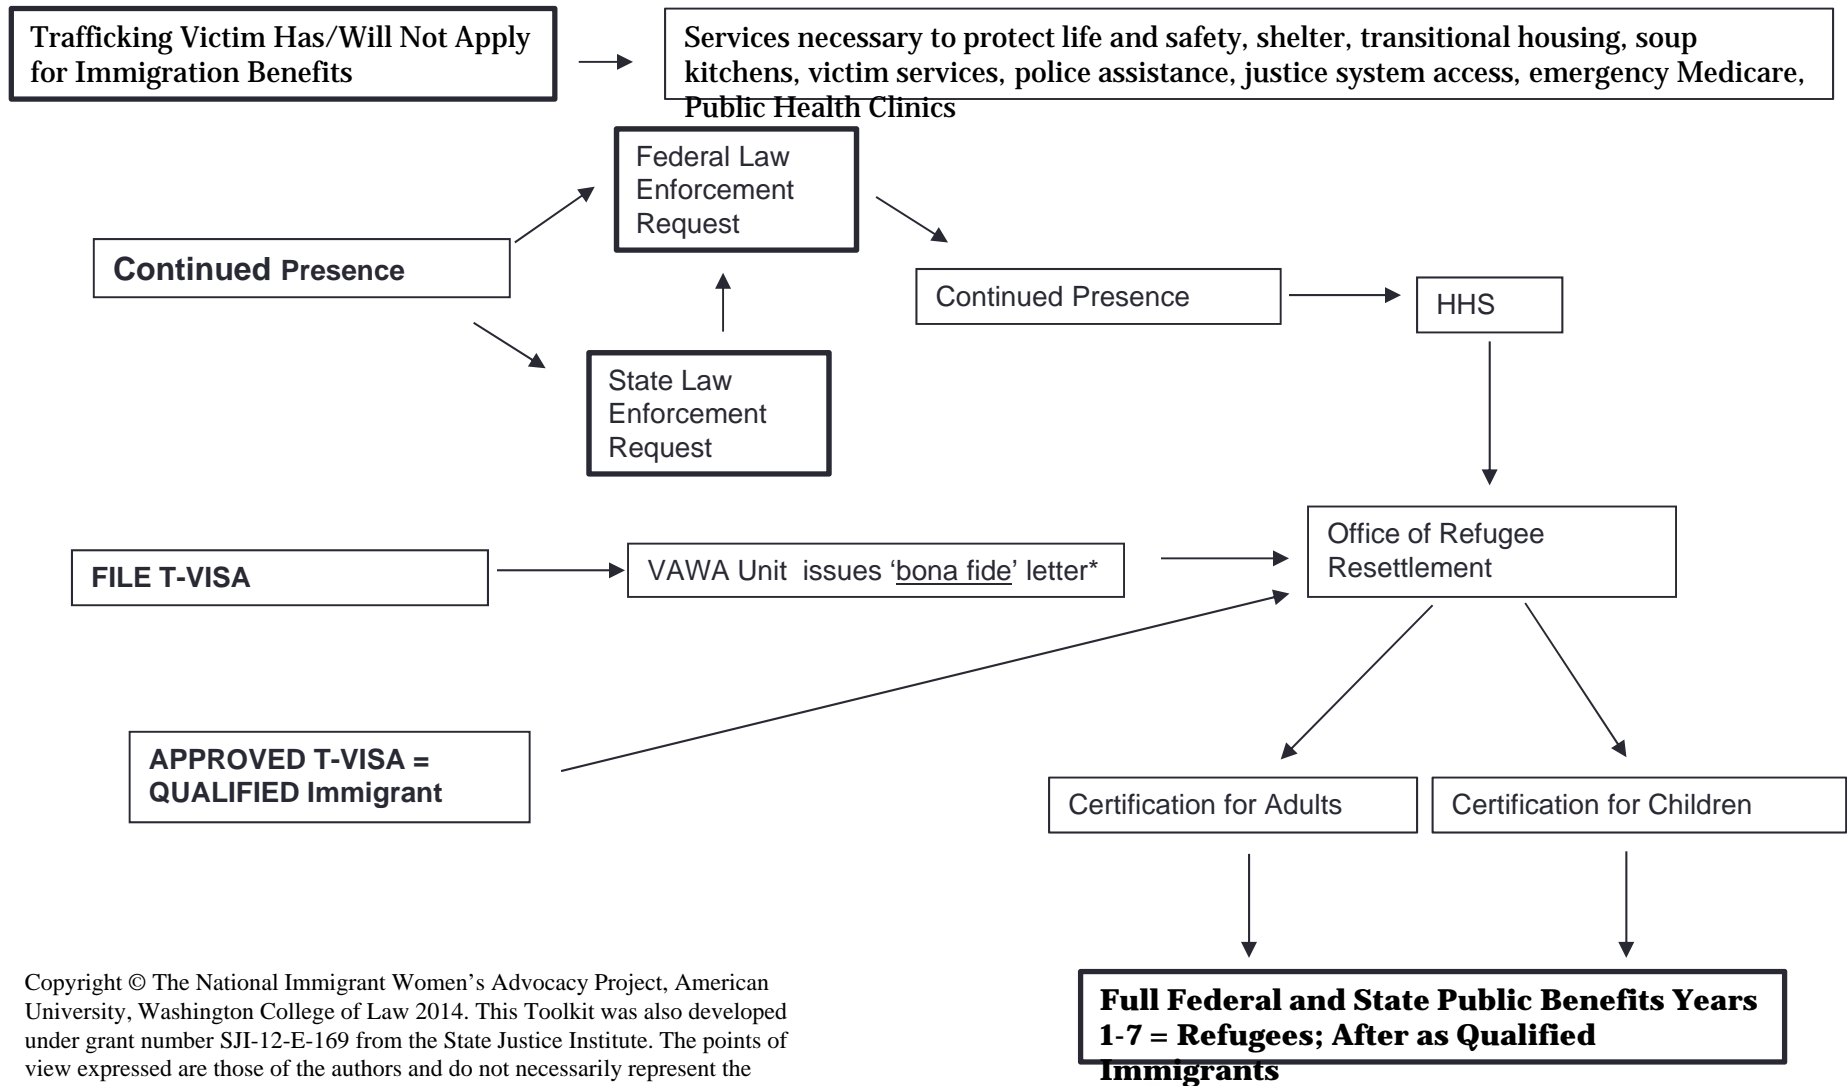 Trafficking Victim Has/Will Not Apply
for Immigration Benefits
Services necessary to protect life and safety, shelter, transitional housing, soup
kitchens, victim services, police assistance, justice system access, emergency Medicare,
Public Health Clinics
Federal Law
Enforcement
Request
Continued Presence
Continued Presence
HHS
State Law
Enforcement
Request
Office of Refugee
Resettlement
FILE T-VISA
VAWA Unit  issues ‘bona fide’ letter*
APPROVED T-VISA =
QUALIFIED Immigrant
Certification for Adults
Certification for Children
Full Federal and State Public Benefits Years
1-7 = Refugees; After as Qualified
Immigrants
Copyright © The National Immigrant Women’s Advocacy Project, American
University, Washington College of Law 2014. This Toolkit was also developed
under grant number SJI-12-E-169 from the State Justice Institute. The points of
view expressed are those of the authors and do not necessarily represent the